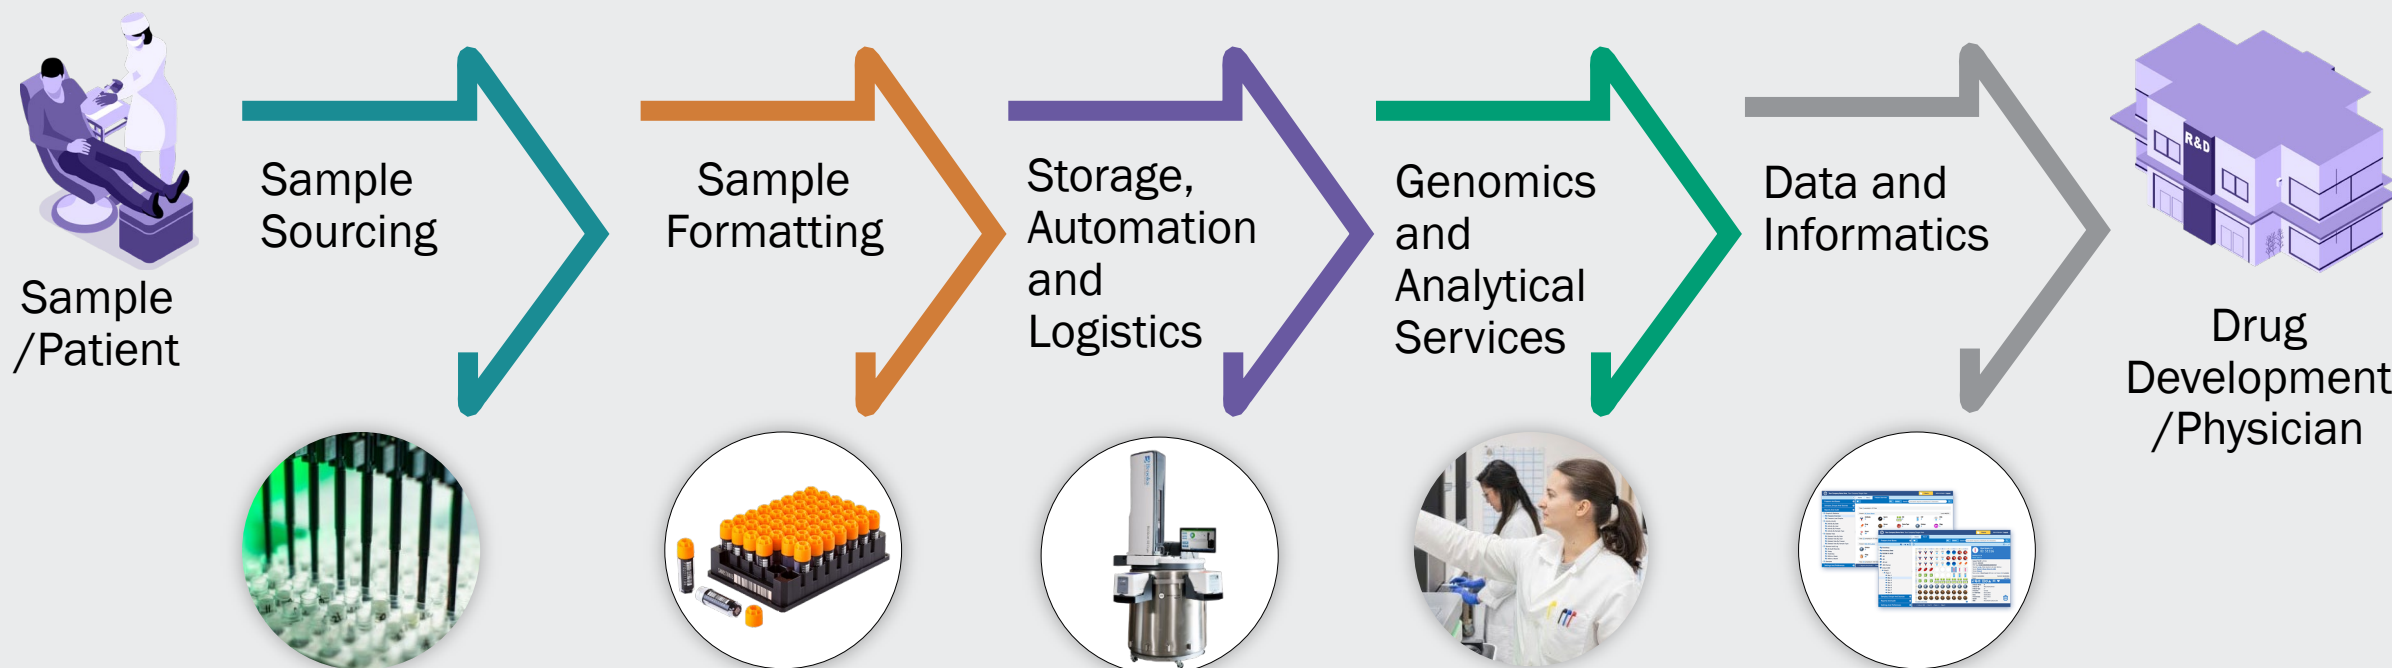 Sample
/Patient
Sample
Sourcing
Sample
Formatting
Storage,
Automation
and
Logistics
Genomics
and
Analytical
Services
Data and
Informatics
R&D
Drug
Development
/Physician